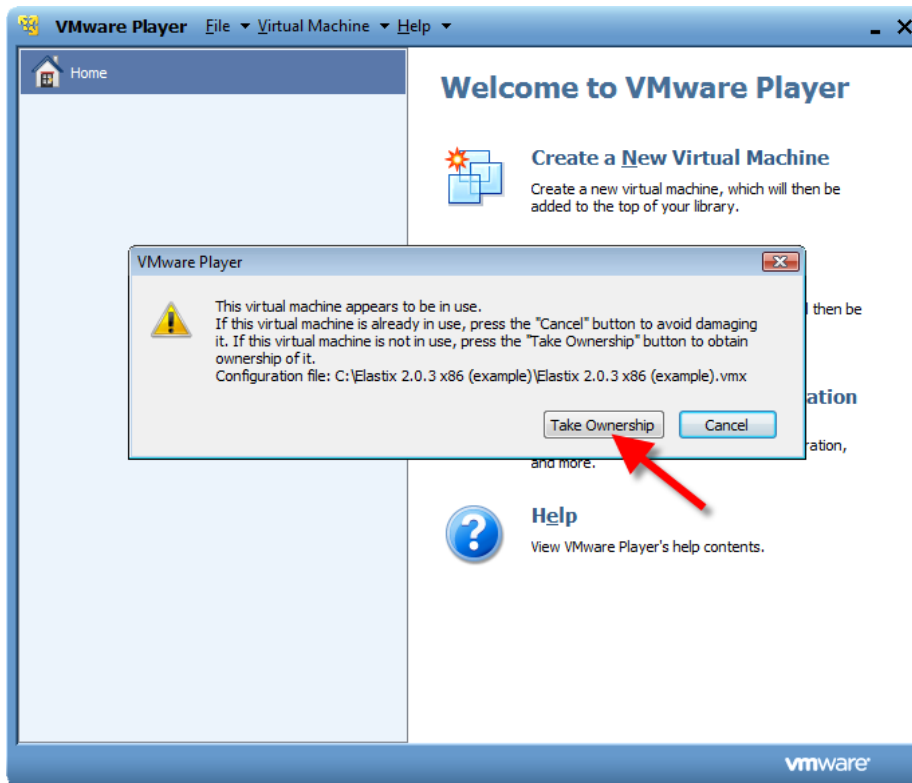 VMware Player File Virtual Machine Help
Home
Welcome to VMware Player
Create a New Virtual Machine
Create a new virtual machine, which will then be
added to the top of your library.
VMware Player
This virtual machine appears to be in use.
If this virtual machine is already in use, press the "Cancel" button to avoid damaging
it. If this virtual machine is not in use, press the "Take Ownership" button to obtain
ownership of it.
Configuration file: C:\Elastix 2.0.3 x86 (example)\Elastix 2.0.3 x86 (example).vmx
Take Ownership Cancel
then be
ation
ration,
and more.
Help
View VMware Player's help contents.
vmware